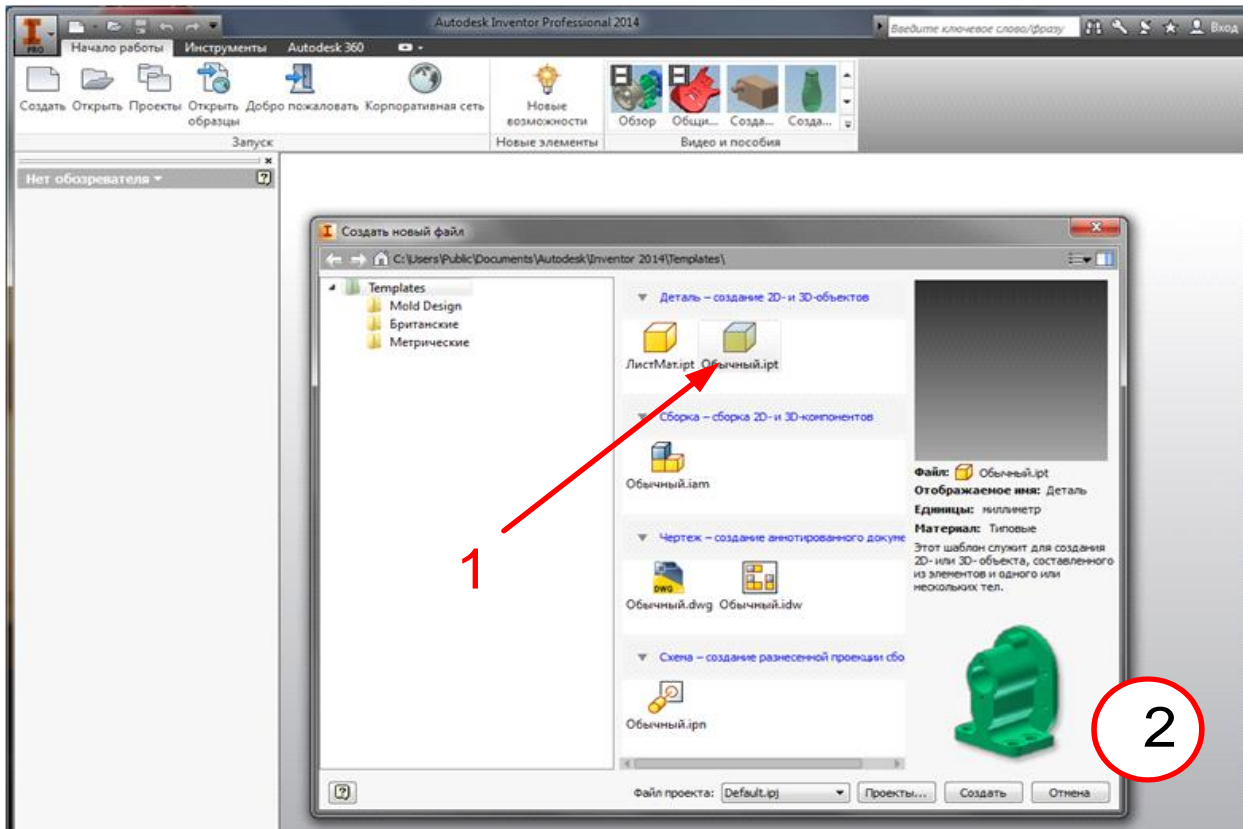 Autodesk Inventor Professional 2014
Введите ключевое слово/фразу
Вход
PRO
Начало работы Инструменты Autodesk 360
Создать Открыть Проекты Открыть образцы Добро пожаловать Корпоративная сеть
Новые возможности
Обзор Общи... Созда... Созда...
Запуск Новые элементы Видео и пособия
Нет обозревателя
Создать новый файл
C:\Users\Public\Documents\Autodesk\Inventor 2014\Templates\
Templates
Mold Design
Британские
Метрические
Деталь – создание 2D- и 3D-объектов
ЛистМат.ipt Обычный.ipt
Сборка – сборка 2D- и 3D-компонентов
Обычный.iam
Чертеж – создание аннотированного докуме
DWG
Обычный.dwg Обычный.idw
Схема – создание разнесенной проекции сбо
Обычный.ipn
Файл: Обычный.ipt
Отображаемое имя: Деталь
Единицы: миллиметр
Материал: Типовые
Этот шаблон служит для создания
2D- или 3D- объекта, составленного
из элементов и одного или
нескольких тел.
1
2
Файл проекта: Default.ipj Проекты... Создать Отмена